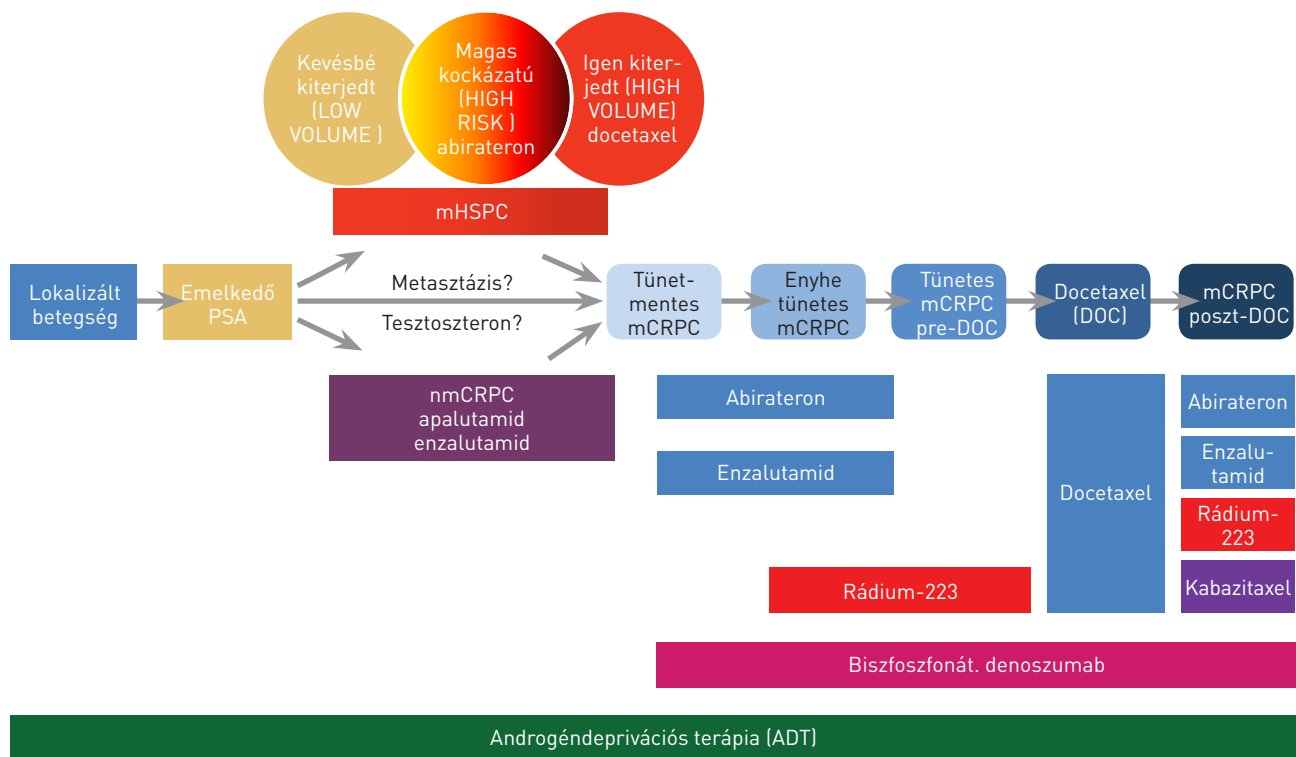 Kevésbé
kiterjedt
(LOW
VOLUME )
Magas
kockázatú
(HIGH
RISK )
abirateron
Igen kiter-
jedt (HIGH
VOLUME)
docetaxel
mHSPC
Lokalizált
betegség
Emelkedő
PSA
Metasztázis?
Tesztoszteron?
Tünet-
mentes
mCRPC
Enyhe
tünetes
mCRPC
Tünetes
mCRPC
pre-DOC
Docetaxel
(DOC)
mCRPC
poszt-DOC
nmCRPC
apalutamid
enzalutamid
Abirateron
Enzalutamid
Rádium-223
Docetaxel
Abirateron
Enzalu-
tamid
Rádium-
223
Kabazitaxel
Biszfoszfonát. denoszumab
Androgéndeprivációs terápia (ADT)